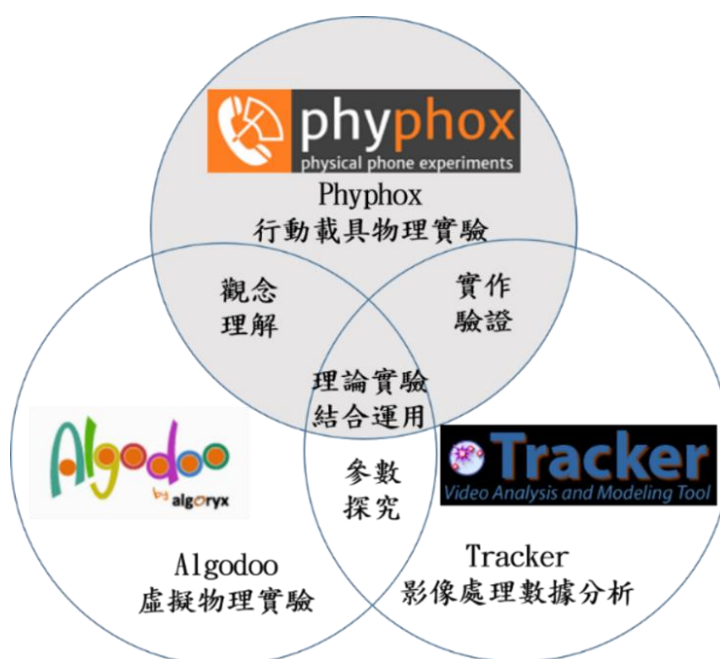 phyphox
physical phone experiments
Phyphox
行動載具物理實驗
觀念
理解
實作
驗證
理論實驗
結合運用
Algodoo
by algoryx
Tracker
Video Analysis and Modeling Tool
參數
探究
Algodoo
虛擬物理實驗
Tracker
影像處理數據分析